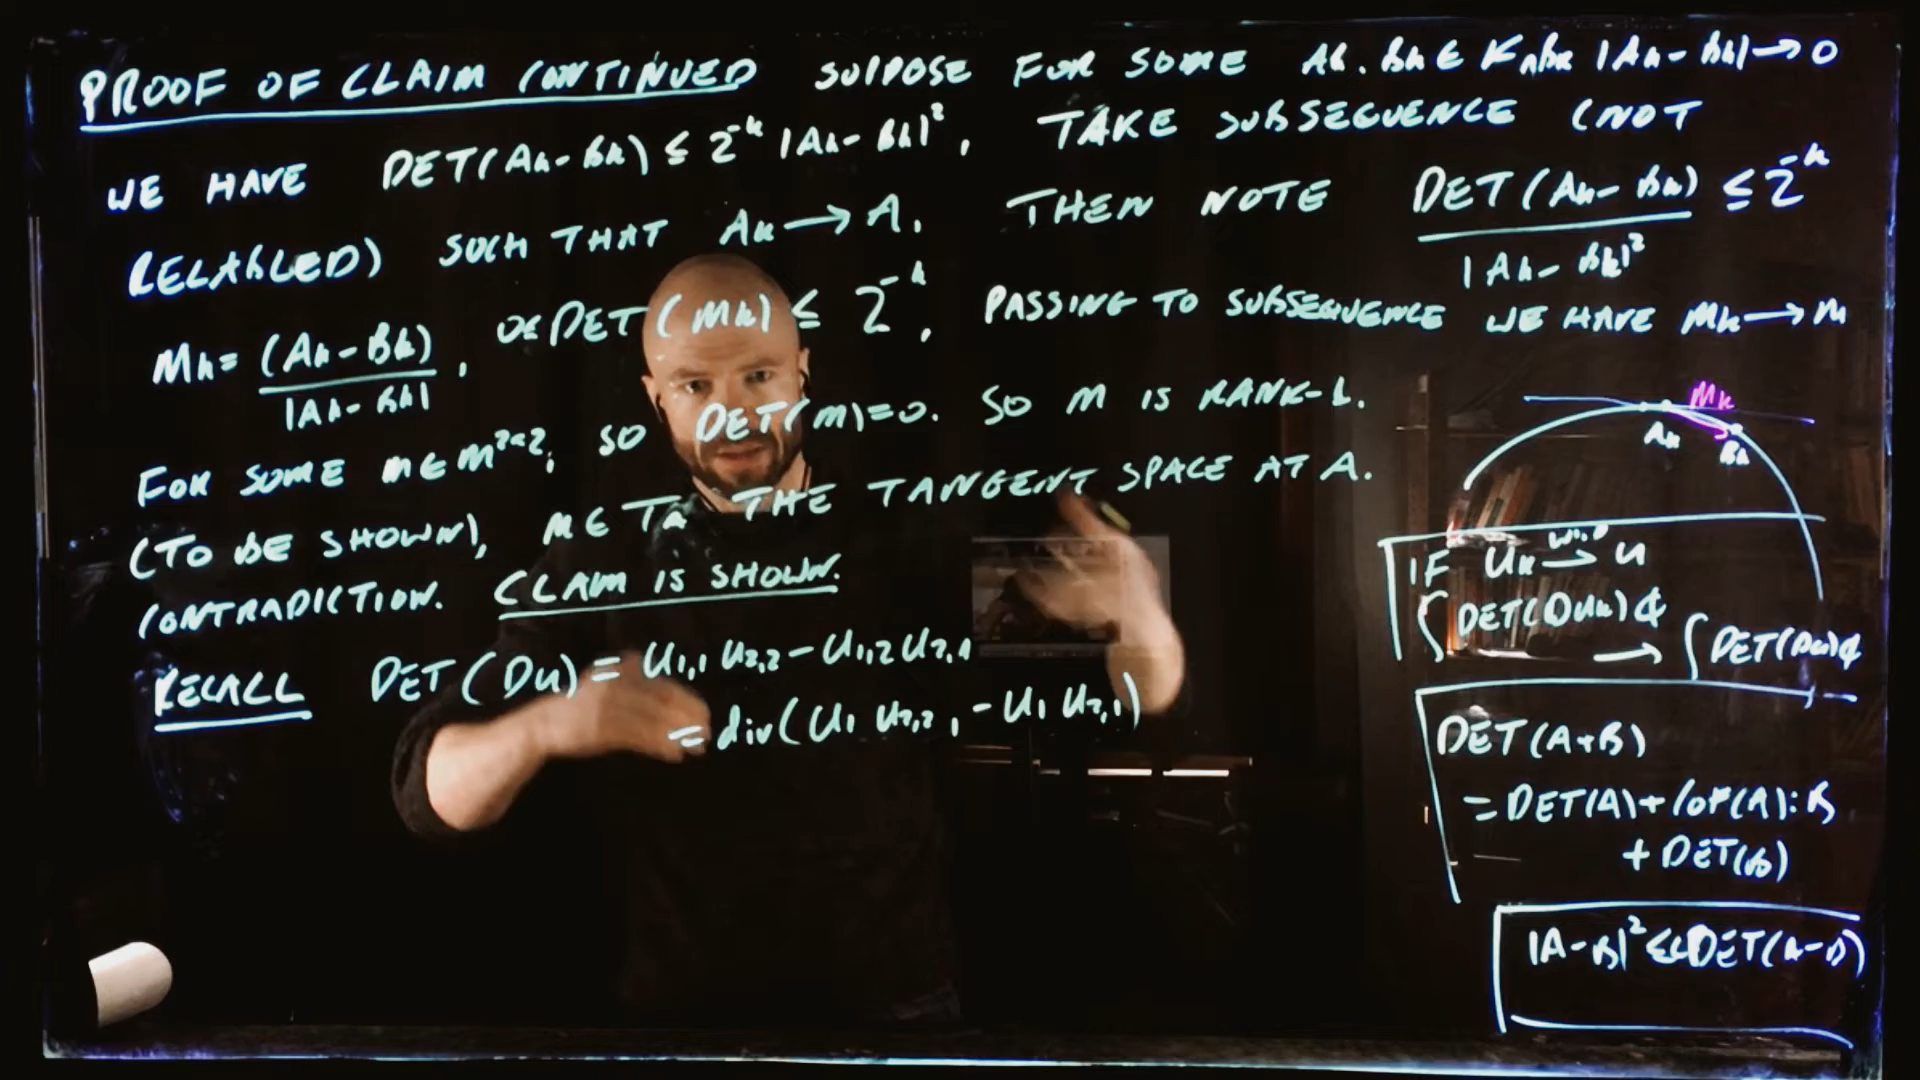 PROOF OF CLAIM CONTINUED SUPPOSE FOR SOME Ak, Bk ∈ K∩BR |Ak - Bk| → 0
WE HAVE DET(Ak - Bk) ≤ 2^-k |Ak - Bk|², TAKE SUBSEQUENCE (NOT
RELABLED) SUCH THAT Ak → A. THEN NOTE DET(Ak - Bk) / |Ak - Bk|² ≤ 2^-k
Mk = (Ak - Bk) / |Ak - Bk|, DET(Mk) ≤ 2^-k, PASSING TO SUBSEQUENCE WE HAVE Mk → M
FOR SOME M ∈ M^2×2, SO DET(M) = 0. SO M IS RANK-1.
(TO BE SHOWN), M ∈ TA THE TANGENT SPACE AT A.
CONTRADICTION. CLAIM IS SHOWN.
RECALL DET(Du) = u1,1 u2,2 - u1,2 u2,1
= div(u1 u2,2, -u1 u2,1)
Mk
Ak
Bk
IF uk → u
∫ DET(Duk) ϕ
→ ∫ DET(Du) ϕ
DET(A+B)
= DET(A) + COF(A):B
+ DET(B)
|A - B|² ≤ c DET(A - B)